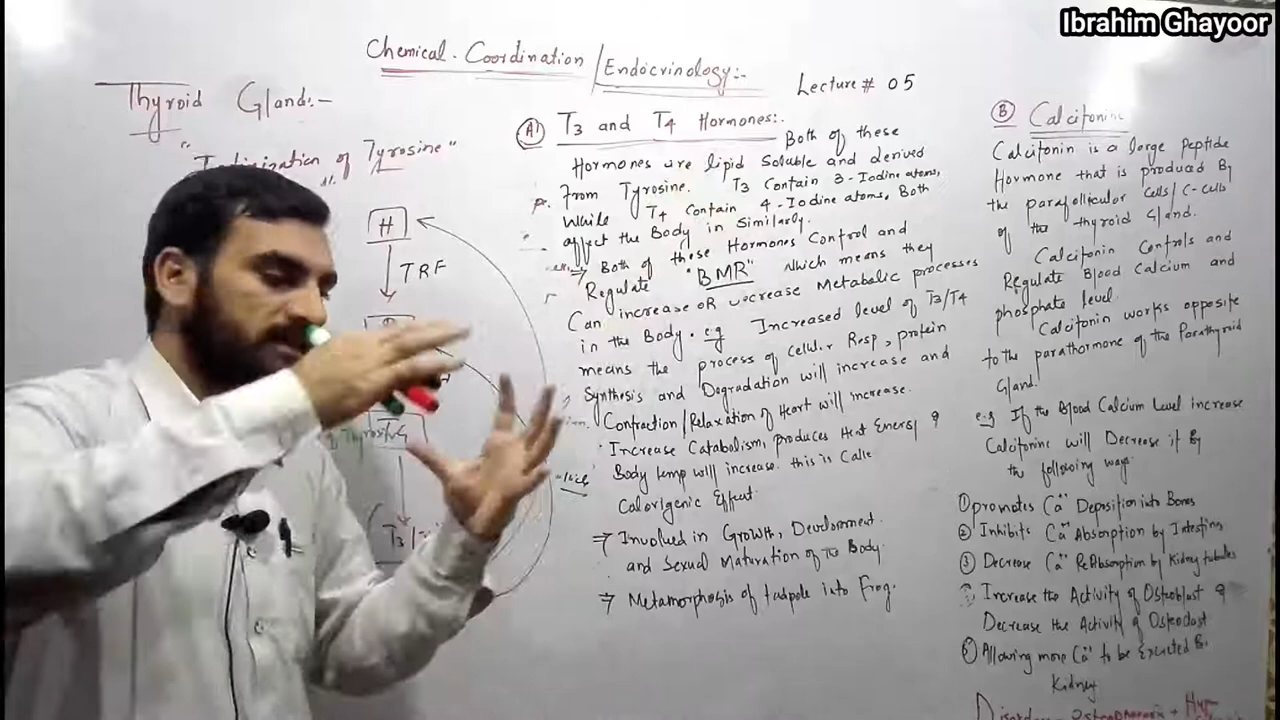 Ibrahim Ghayoor
Chemical. Coordination / Endocrinology:-
Lecture # 05
Thyroid Gland:-
"Iodinization of Tyrosine"
H
TRF
T3/
A T3 and T4 Hormones:.
Both of these
Hormones are lipid Soluble and derived
From Tyrosine. T3 Contain 3-Iodine atoms,
While T4 Contain 4-Iodine atoms, Both
affect the Body in Similarly.
⇒ Both of these Hormones Control and
Regulate "BMR" Which means they
Can increase OR decrease Metabolic processes
in the Body. eg Increased level of T3/T4
means the process of Cellular Resp, protein
Synthesis and Degradation will increase and
Contraction/Relaxation of Heart will increase.
Increase Catabolism, produces Heat Energy &
Body temp will increase. this is Calle
Calorigenic Effect.
⇒ Involved in Growth, Development.
and Sexual Maturation of The Body.
⇒ Metamorphosis of tadpole into Frog.
B Calcitonine
Calcitonin is a large Peptide
Hormone that is produced By
the parafollicular Cells/C-Cells
of the thyroid Gland.
Calcitonin Controls and
Regulate Blood Calcium and
phosphate level.
Calcitonin works opposite
to the parathormone of the Parathyroid
Gland.
e.g If the Blood Calcium Level increase
Calcitonine will Decrease it By
the following ways:
① promotes Ca++ Deposition into Bones
② Inhibits Ca++ Absorption by Intestins
③ Decrease Ca++ ReAbsorption by Kidney tubules
Increase the Activity of Osteoblast &
Decrease the Activity of Osteoclast
⑤ Allowing more Ca++ to be Excreted By
Kidney